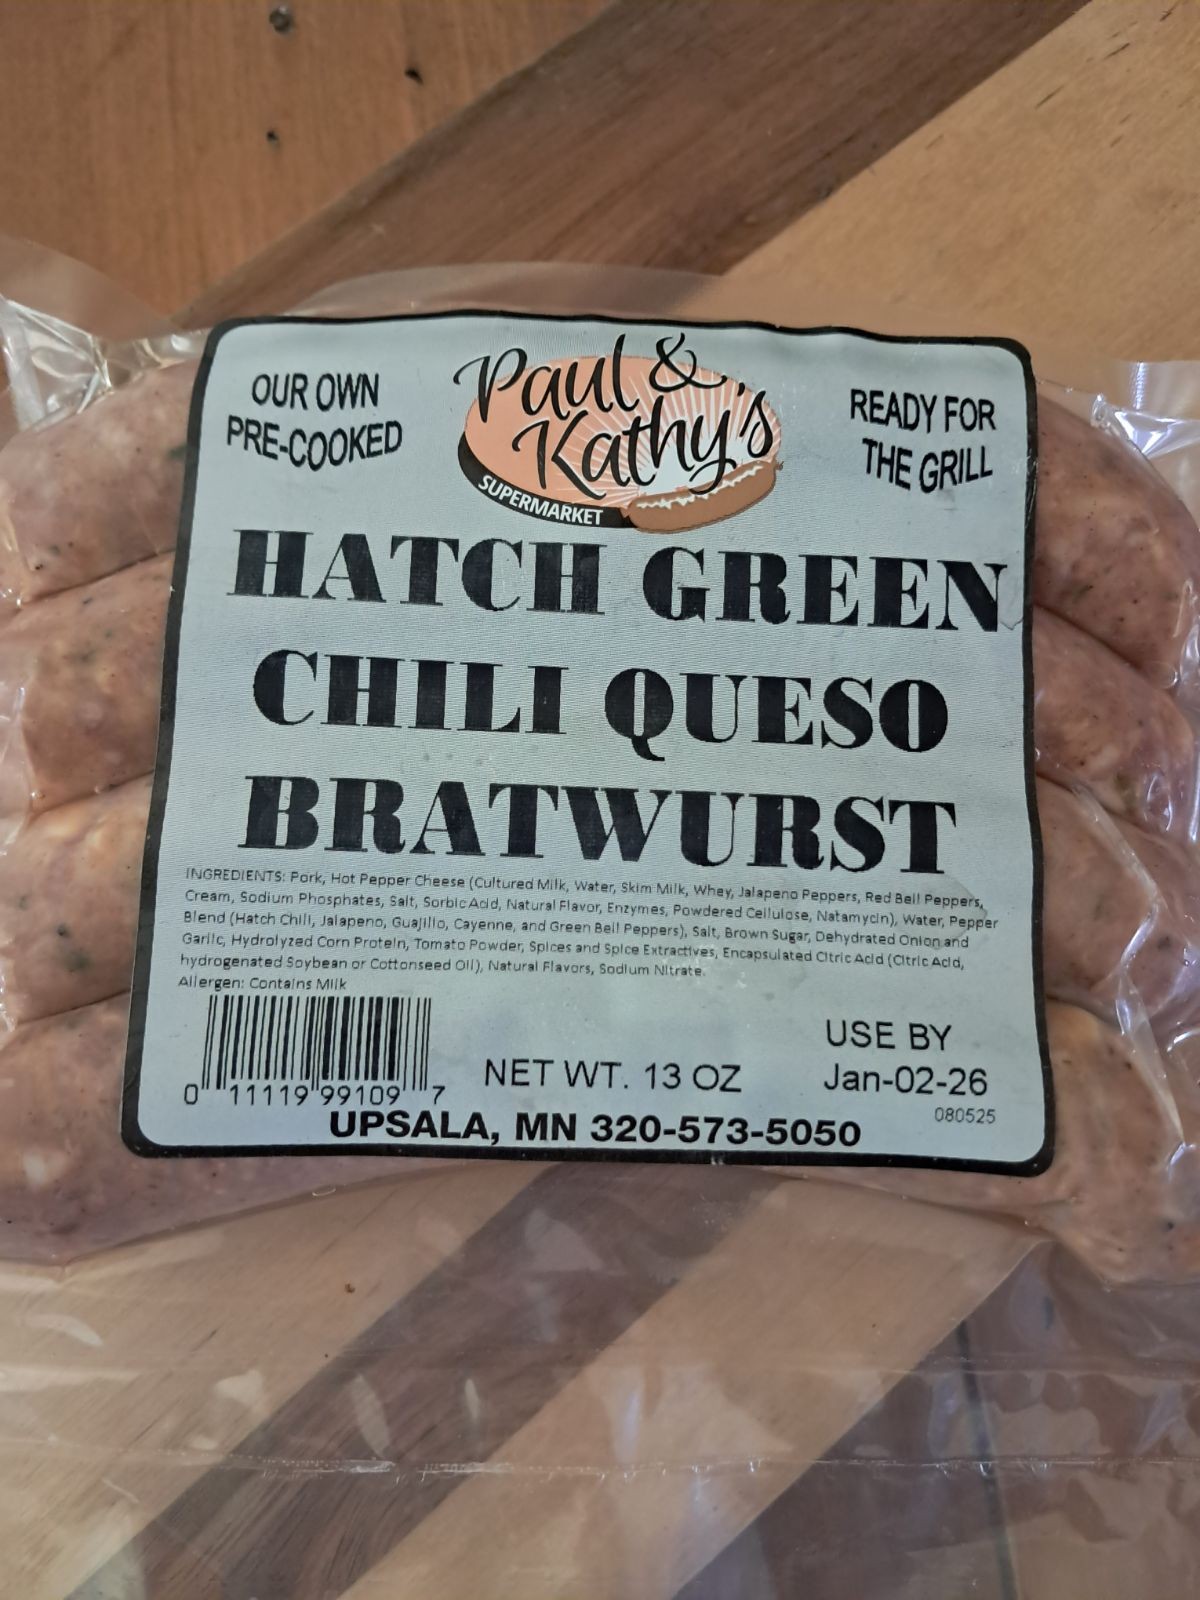 OUR OWN
PRE-COOKED
Paul &
Kathy's
SUPERMARKET
READY FOR
THE GRILL
HATCH GREEN
CHILI QUESO
BRATWURST
INGREDIENTS: Pork, Hot Pepper Cheese (Cultured Milk, Water, Skim Milk, Whey, Jalapeno Peppers, Red Bell Peppers,
Cream, Sodium Phosphates, Salt, Sorbic Acid, Natural Flavor, Enzymes, Powdered Cellulose, Natamycin), Water, Pepper
Blend (Hatch Chili, Jalapeno, Guajillo, Cayenne, and Green Bell Peppers), Salt, Brown Sugar, Dehydrated Onion and
Garlic, Hydrolyzed Corn Protein, Tomato Powder, Spices and Spice Extractives, Encapsulated Citric Acid (Citric Acid,
hydrogenated Soybean or Cottonseed Oil), Natural Flavors, Sodium Nitrate.
Allergen: Contains Milk
0 11119 99109 7
NET WT. 13 OZ
USE BY
Jan-02-26
080525
UPSALA, MN 320-573-5050